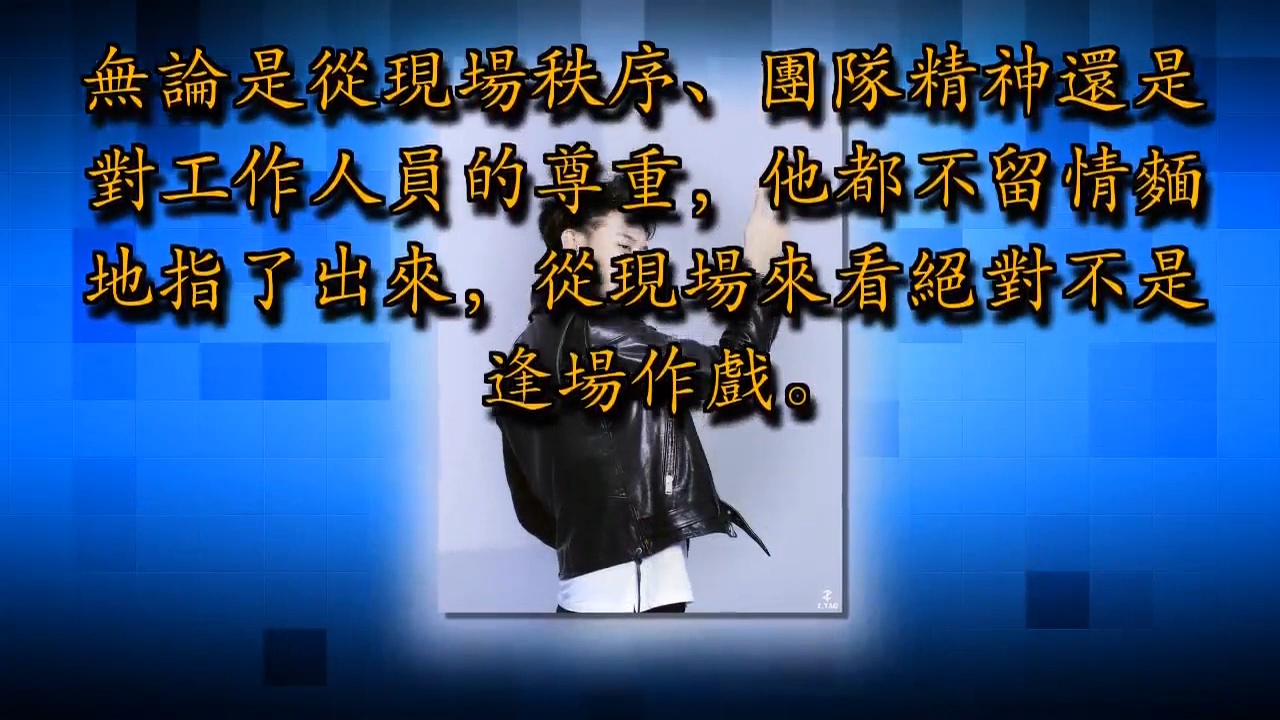 無論是從現場秩序、團隊精神還是
對工作人員的尊重，他都不留情麵
地指了出來，從現場來看絕對不是
逢場作戲。
Z.TAO